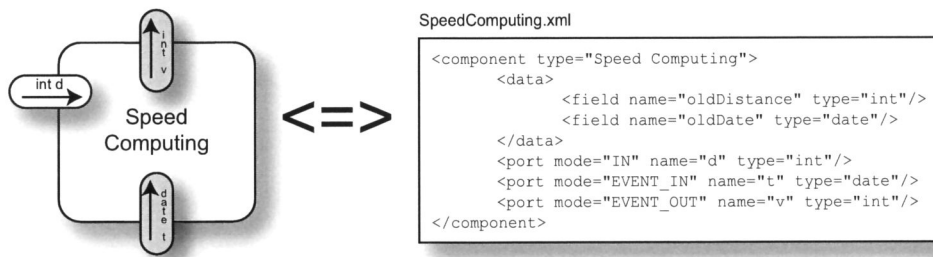 int v
int d
Speed
Computing
date t
<=>
SpeedComputing.xml
<component type="Speed Computing">
<data>
<field name="oldDistance" type="int"/>
<field name="oldDate" type="date"/>
</data>
<port mode="IN" name="d" type="int"/>
<port mode="EVENT_IN" name="t" type="date"/>
<port mode="EVENT_OUT" name="v" type="int"/>
</component>